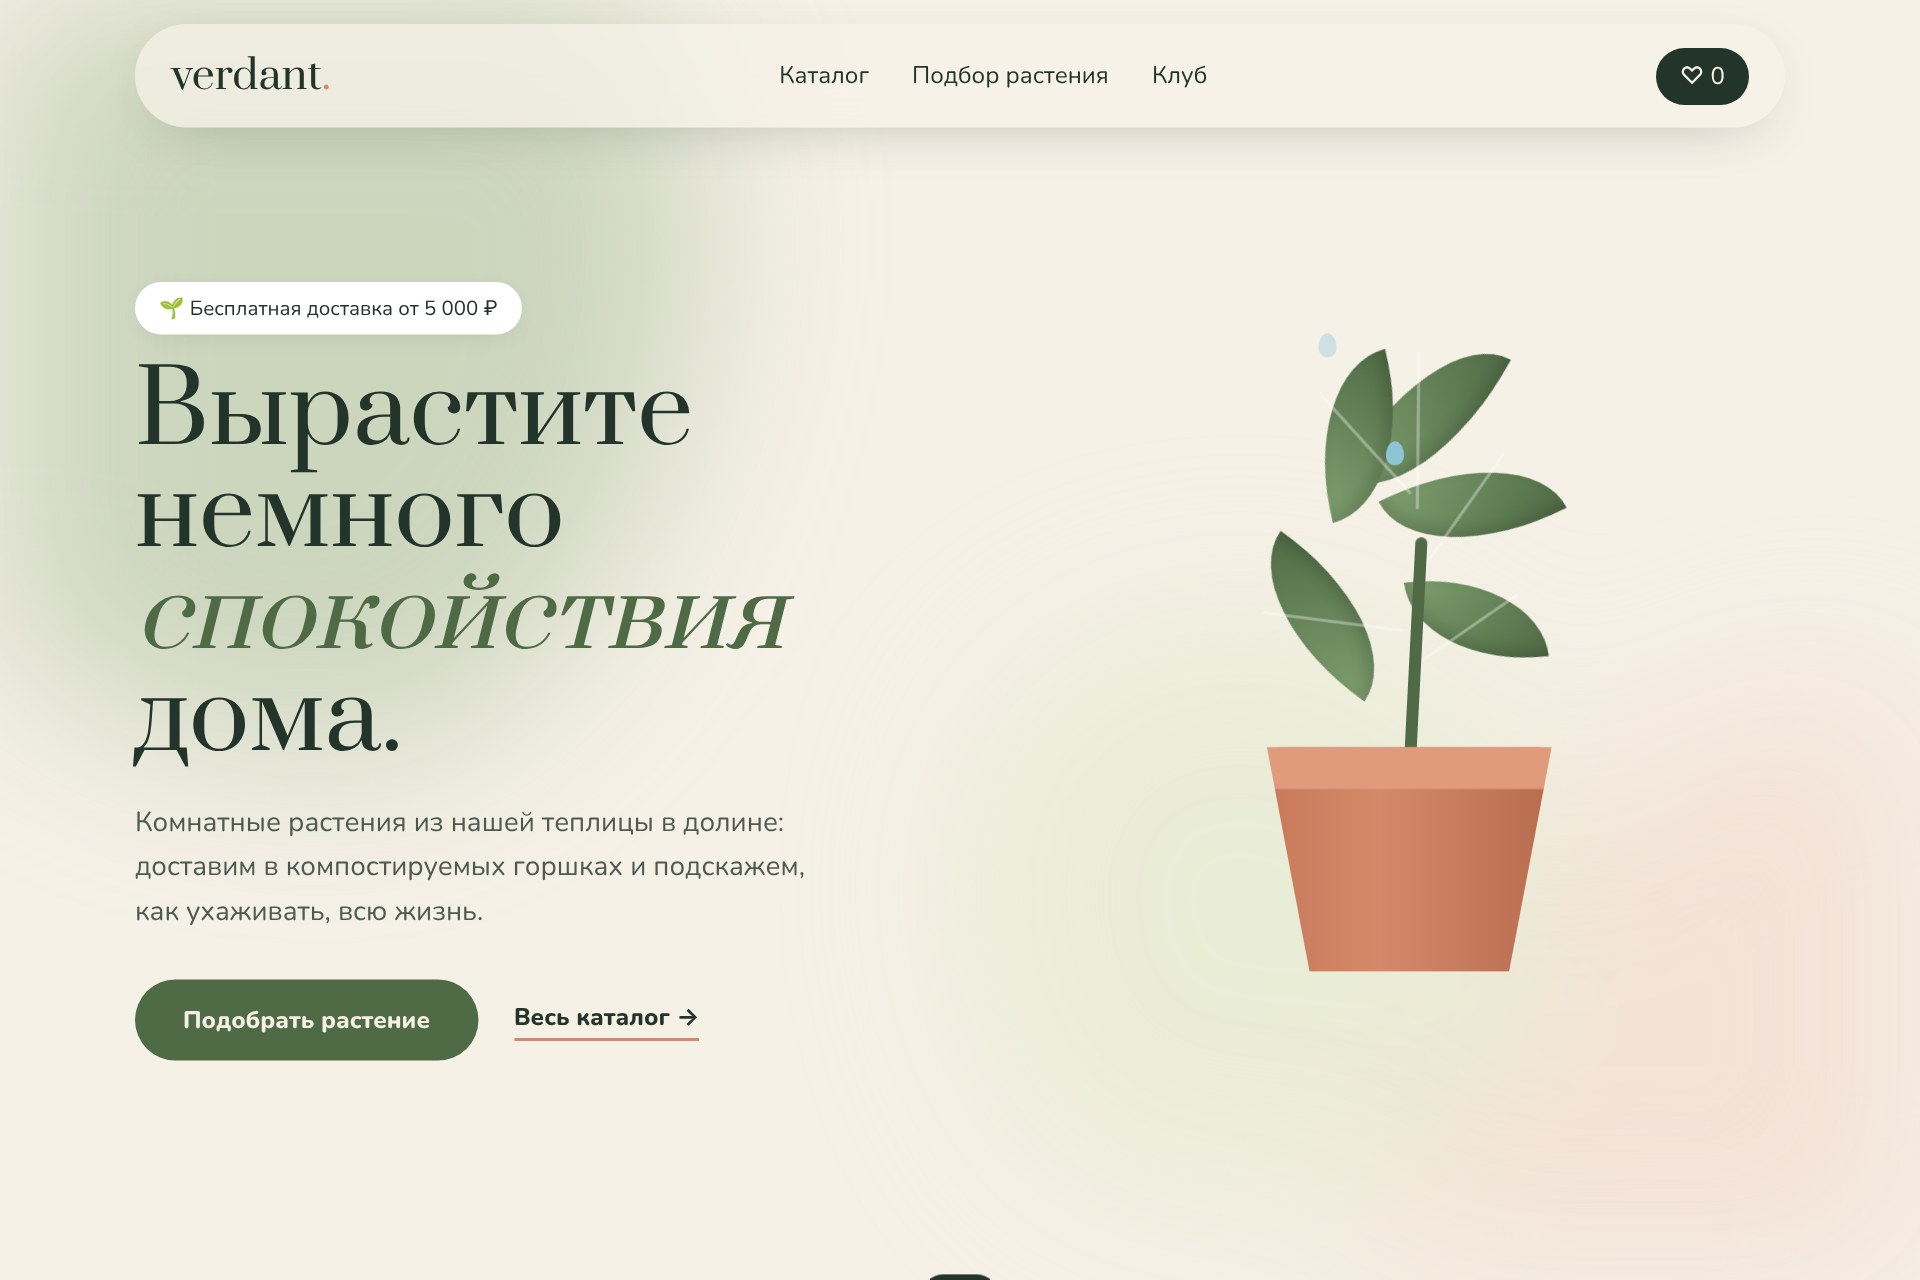 verdant.
Каталог
Подбор растения
Клуб
♡ 0
🌱 Бесплатная доставка от 5 000 ₽
Вырастите
немного
спокойствия
дома.
Комнатные растения из нашей теплицы в долине:
доставим в компостируемых горшках и подскажем,
как ухаживать, всю жизнь.
Подобрать растение
Весь каталог →